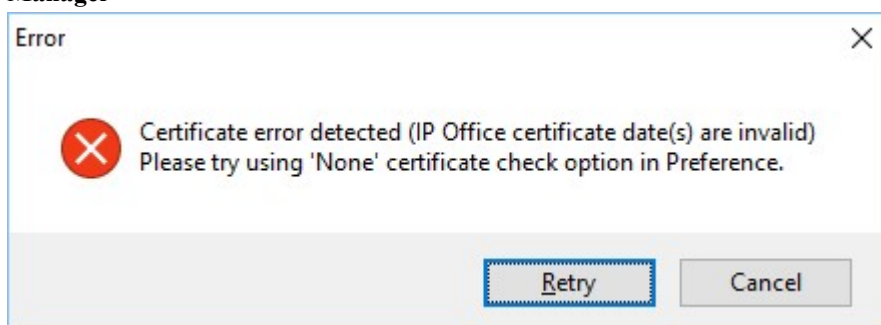 Manager
Error
Certificate error detected (IP Office certificate date(s) are invalid)
Please try using 'None' certificate check option in Preference.
Retry
Cancel